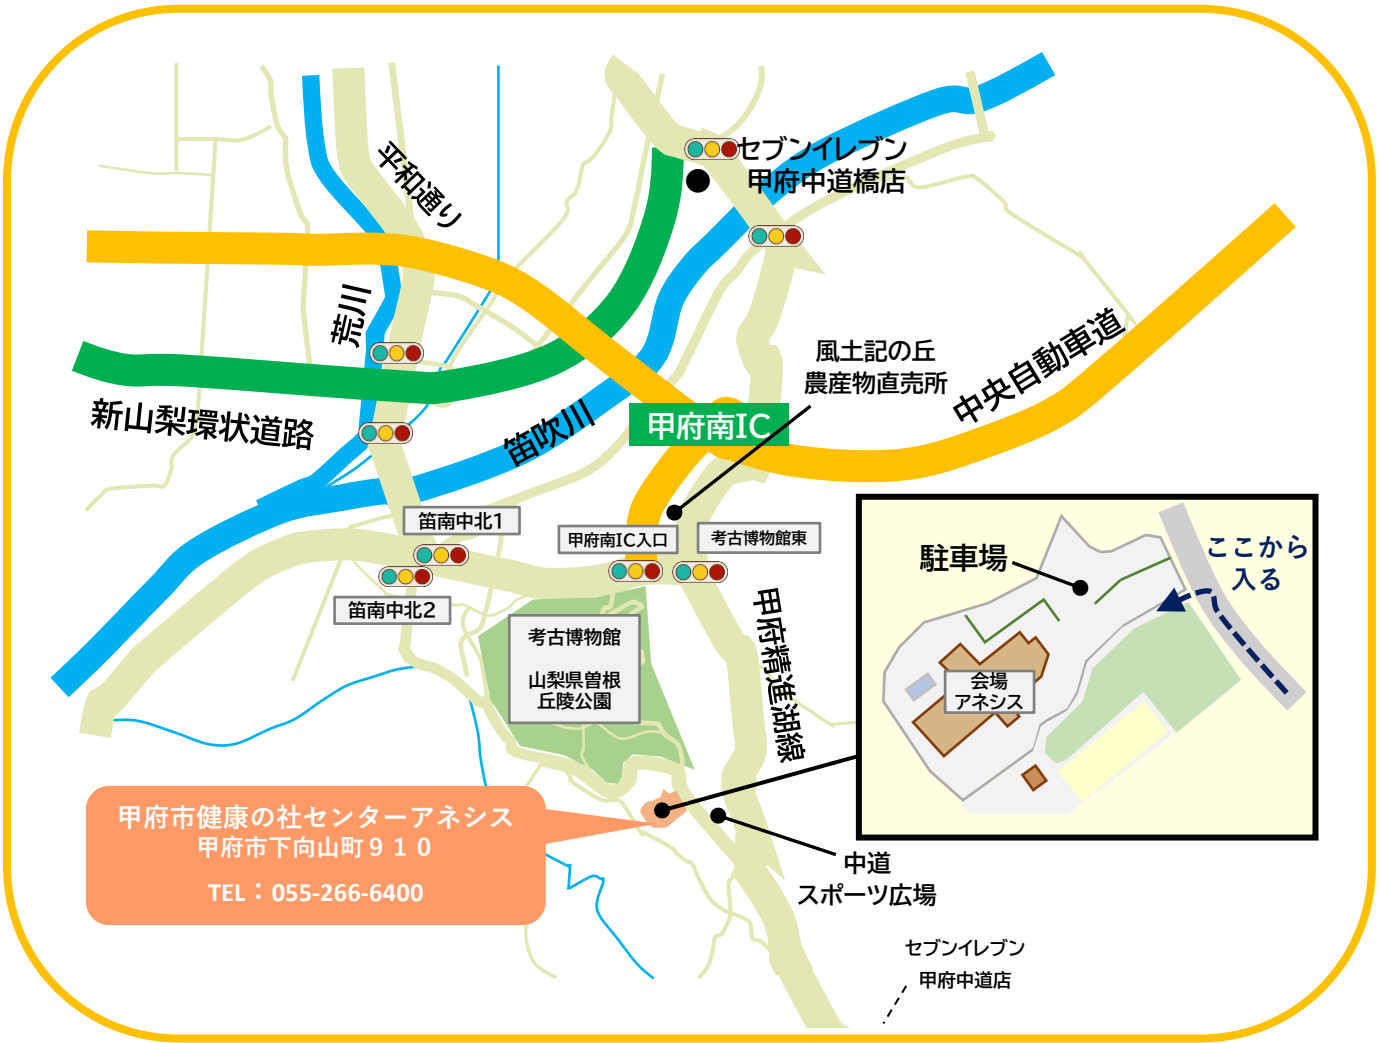 セブンイレブン
甲府中道橋店
平和通り
荒川
新山梨環状道路
笛吹川
甲府南IC
風土記の丘
農産物直売所
中央自動車道
笛南中北1
笛南中北2
甲府南IC入口
考古博物館東
考古博物館
山梨県曽根
丘陵公園
甲府精進湖線
駐車場
ここから
入る
会場
アネシス
甲府市健康の社センターアネシス
甲府市下向山町９１０
TEL：055-266-6400
中道
スポーツ広場
セブンイレブン
甲府中道店